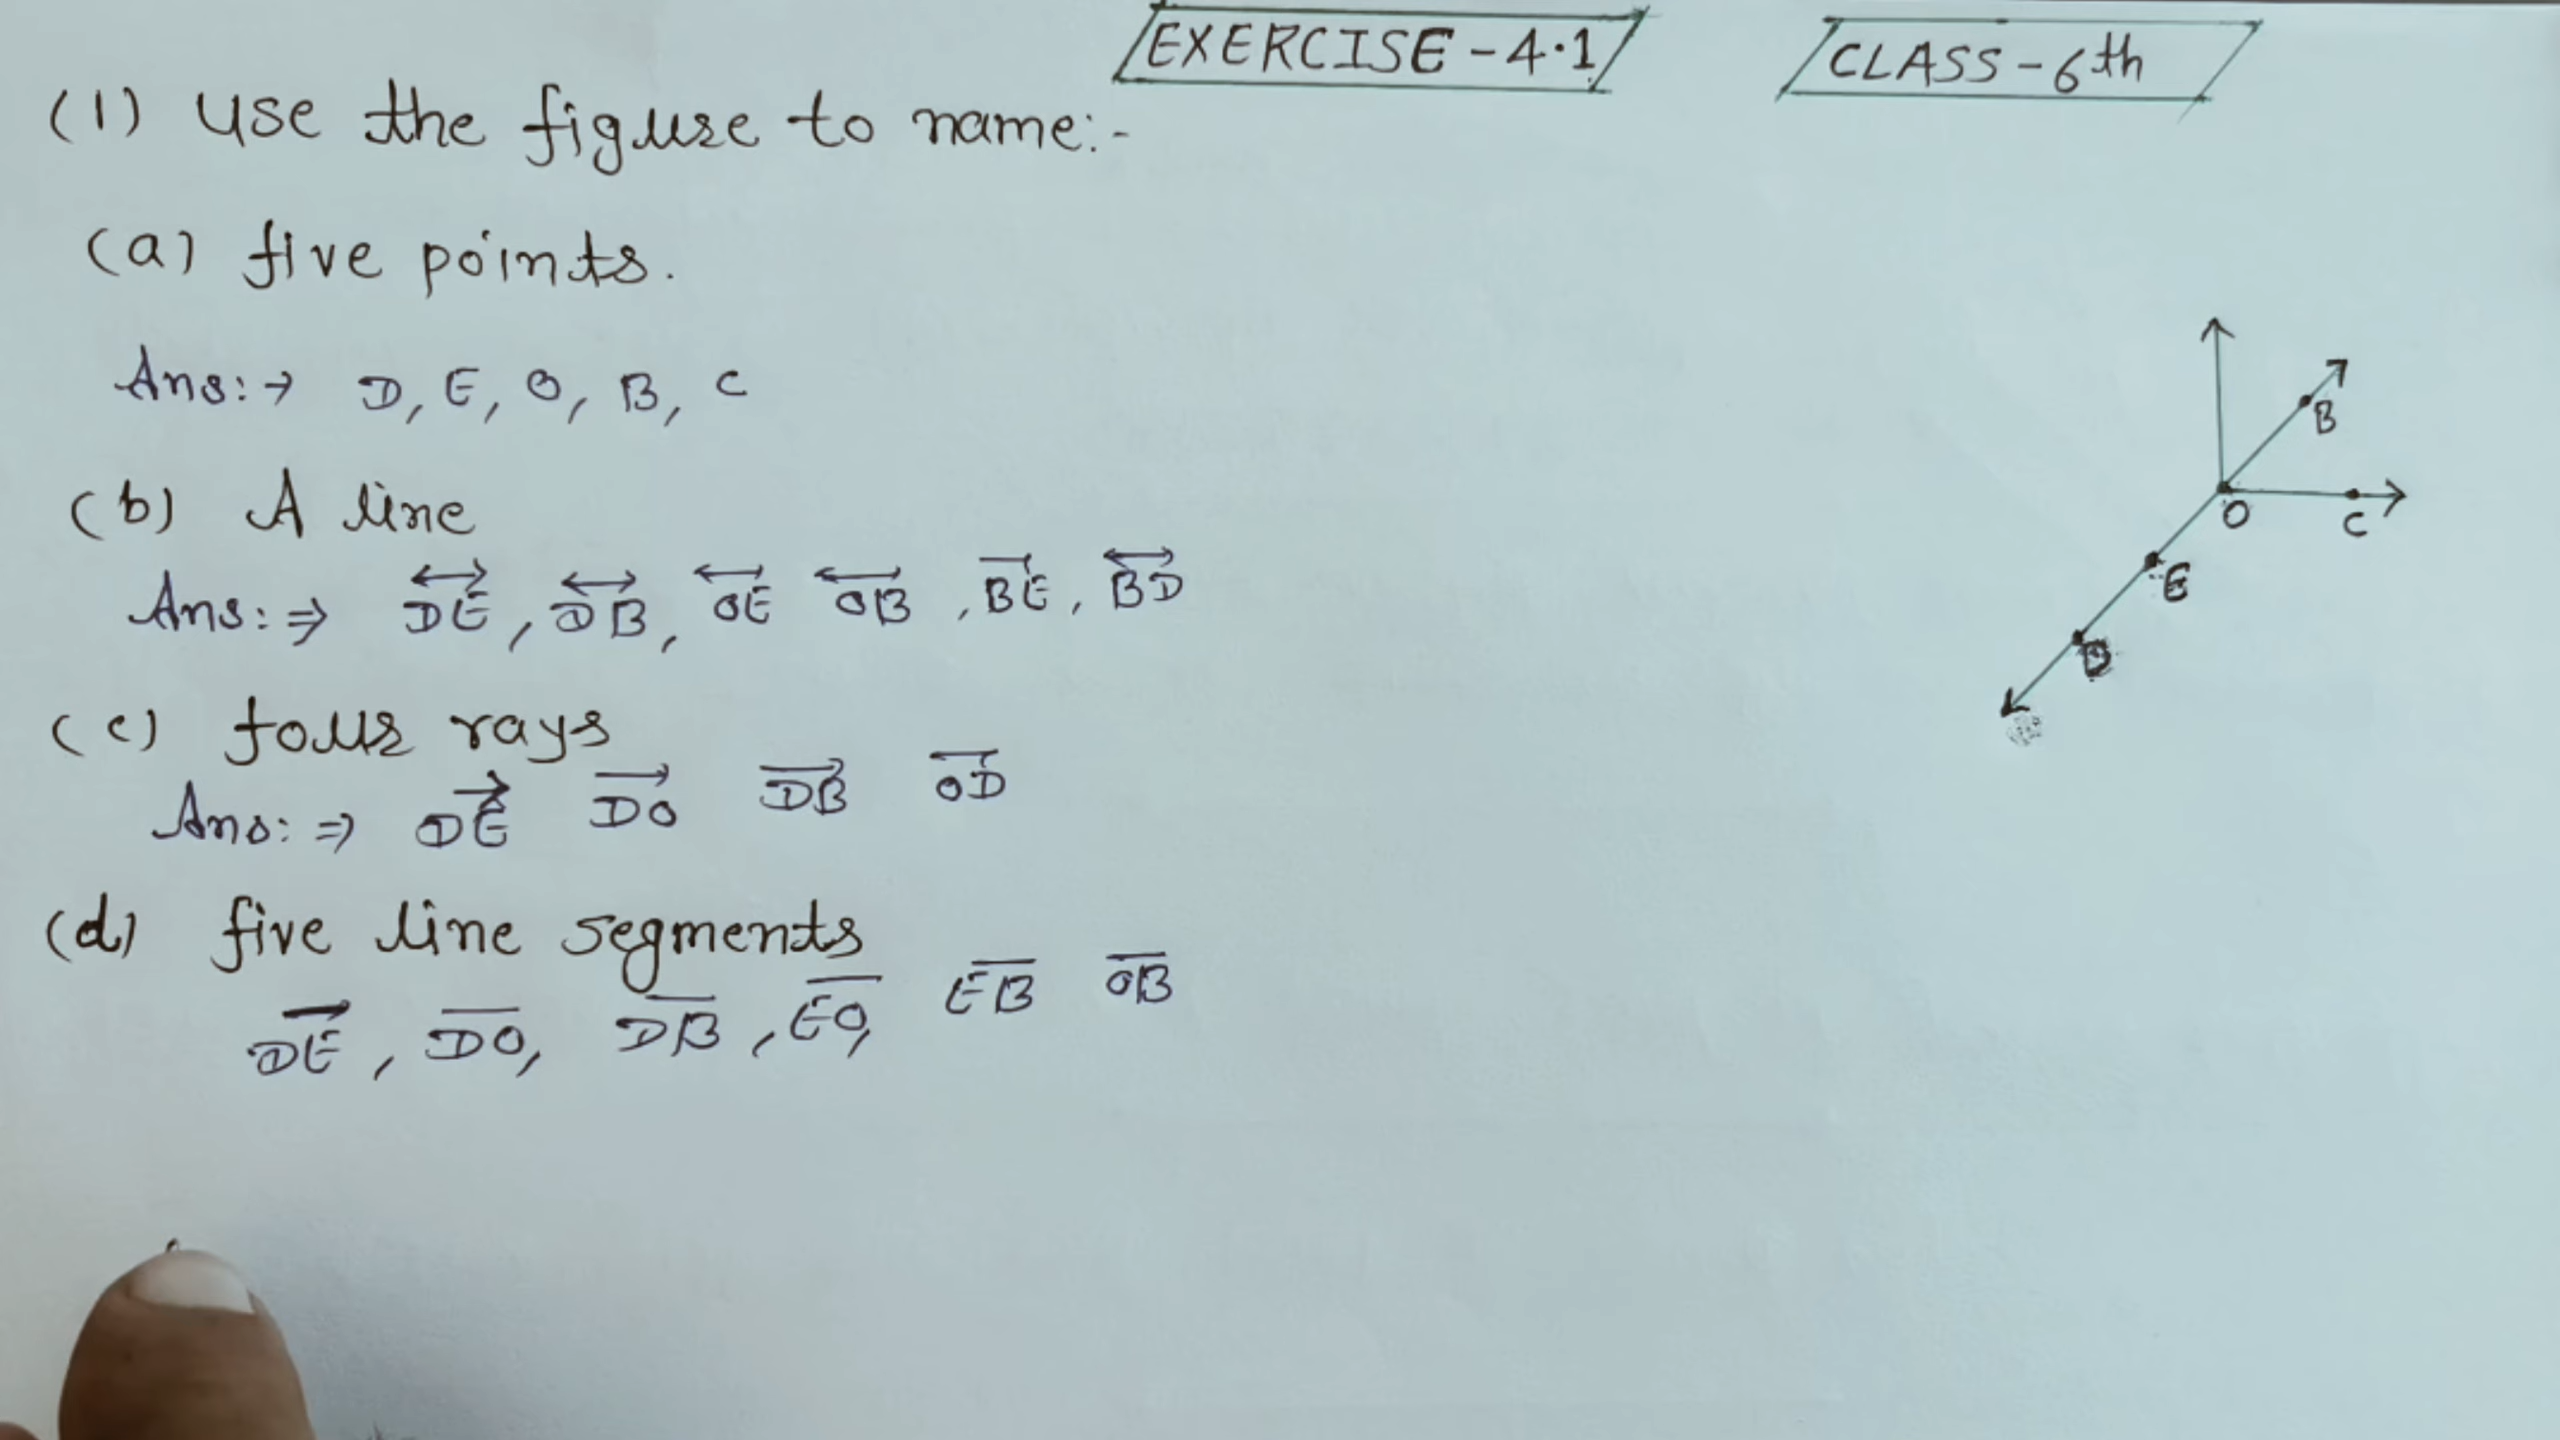 EXERCISE - 4.1
CLASS - 6th
(1) Use the figure to name:-
(a) five points.
Ans:→ D, E, O, B, C
(b) A line
Ans:⇒ DE, DB, OE OB, BE, BD
(c) four rays
Ans:⇒ DE DO DB OD
(d) five line segments
DE, DO, DB, EO, EB OB
B
O
C
E
D